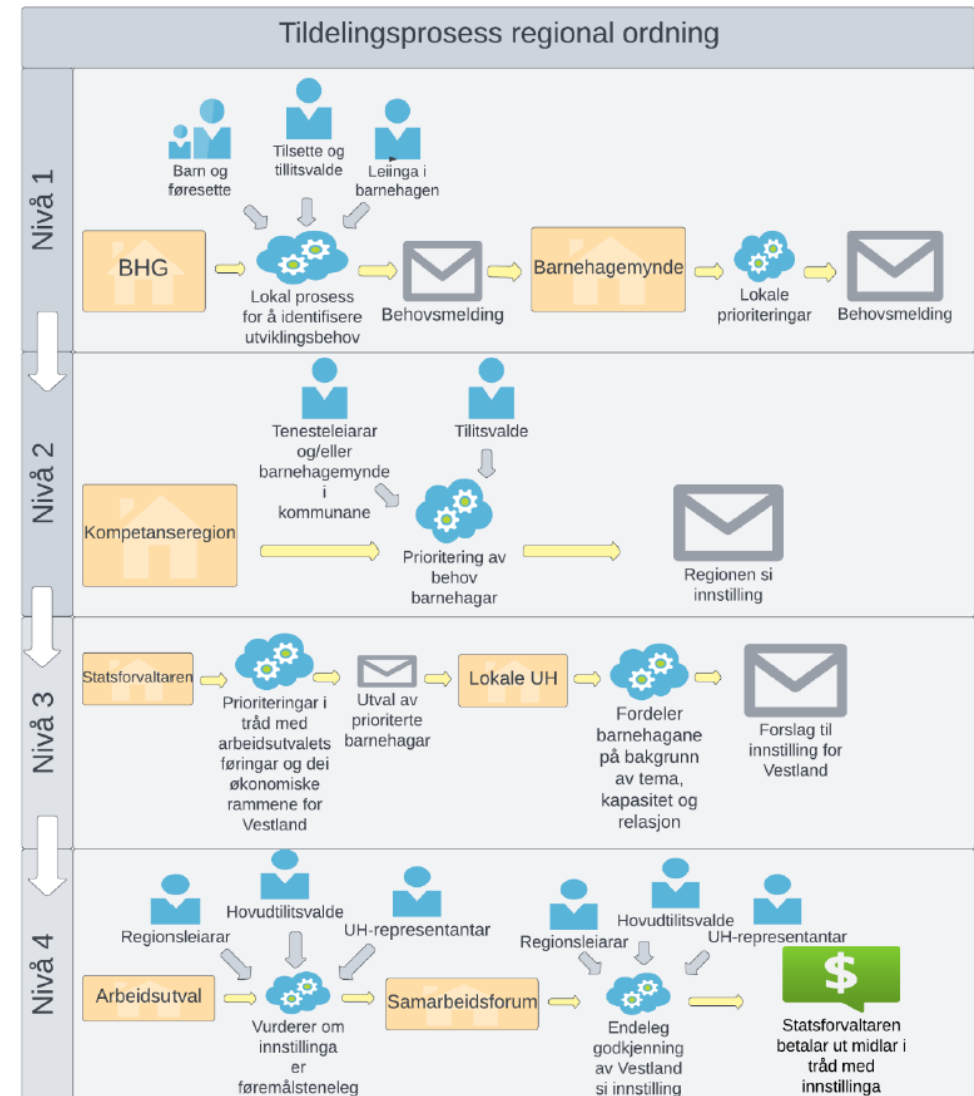 Tildelingsprosess regional ordning
Nivå 1
Barn og
føresette
Tilsette og
tillitsvalde
Leiinga i
barnehagen
BHG
Lokal prosess
for å identifisere
utviklingsbehov
Behovsmelding
Barnehagemynde
Lokale
prioriteringar
Behovsmelding
Nivå 2
Tenesteleiarar
og/eller
barnehagemynde
i
kommunane
Tilitsvalde
Kompetanseregion
Prioritering av
behov
barnehagar
Regionen si
innstilling
Nivå 3
Statsforvaltaren
Prioriteringar i
tråd med
arbeidsutvalets
føringar og dei
økonomiske
rammene for
Vestland
Utval av
prioriterte
barnehagar
Lokale UH
Fordeler
barnehagane
på bakgrunn
av tema,
kapasitet og
relasjon
Forslag til
innstilling for
Vestland
Nivå 4
Regionsleiarar
Hovudtilitsvalde
UH-representantar
Arbeidsutval
Vurderer om
innstillinga
er
føremålsteneleg
Samarbeidsforum
Regionsleiarar
Hovudtilitsvalde
UH-representantar
Endeleg
godkjenning
av Vestland
si innstilling
$
Statsforvaltaren
betalar ut midlar i
tråd med
innstillinga